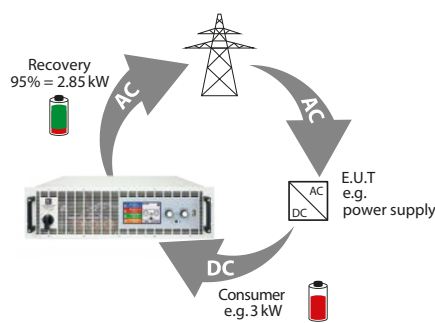 Recovery
95% = 2.85 kW
AC
AC
E.U.T
e.g.
power supply
AC
DC
DC
Consumer
e.g. 3 kW